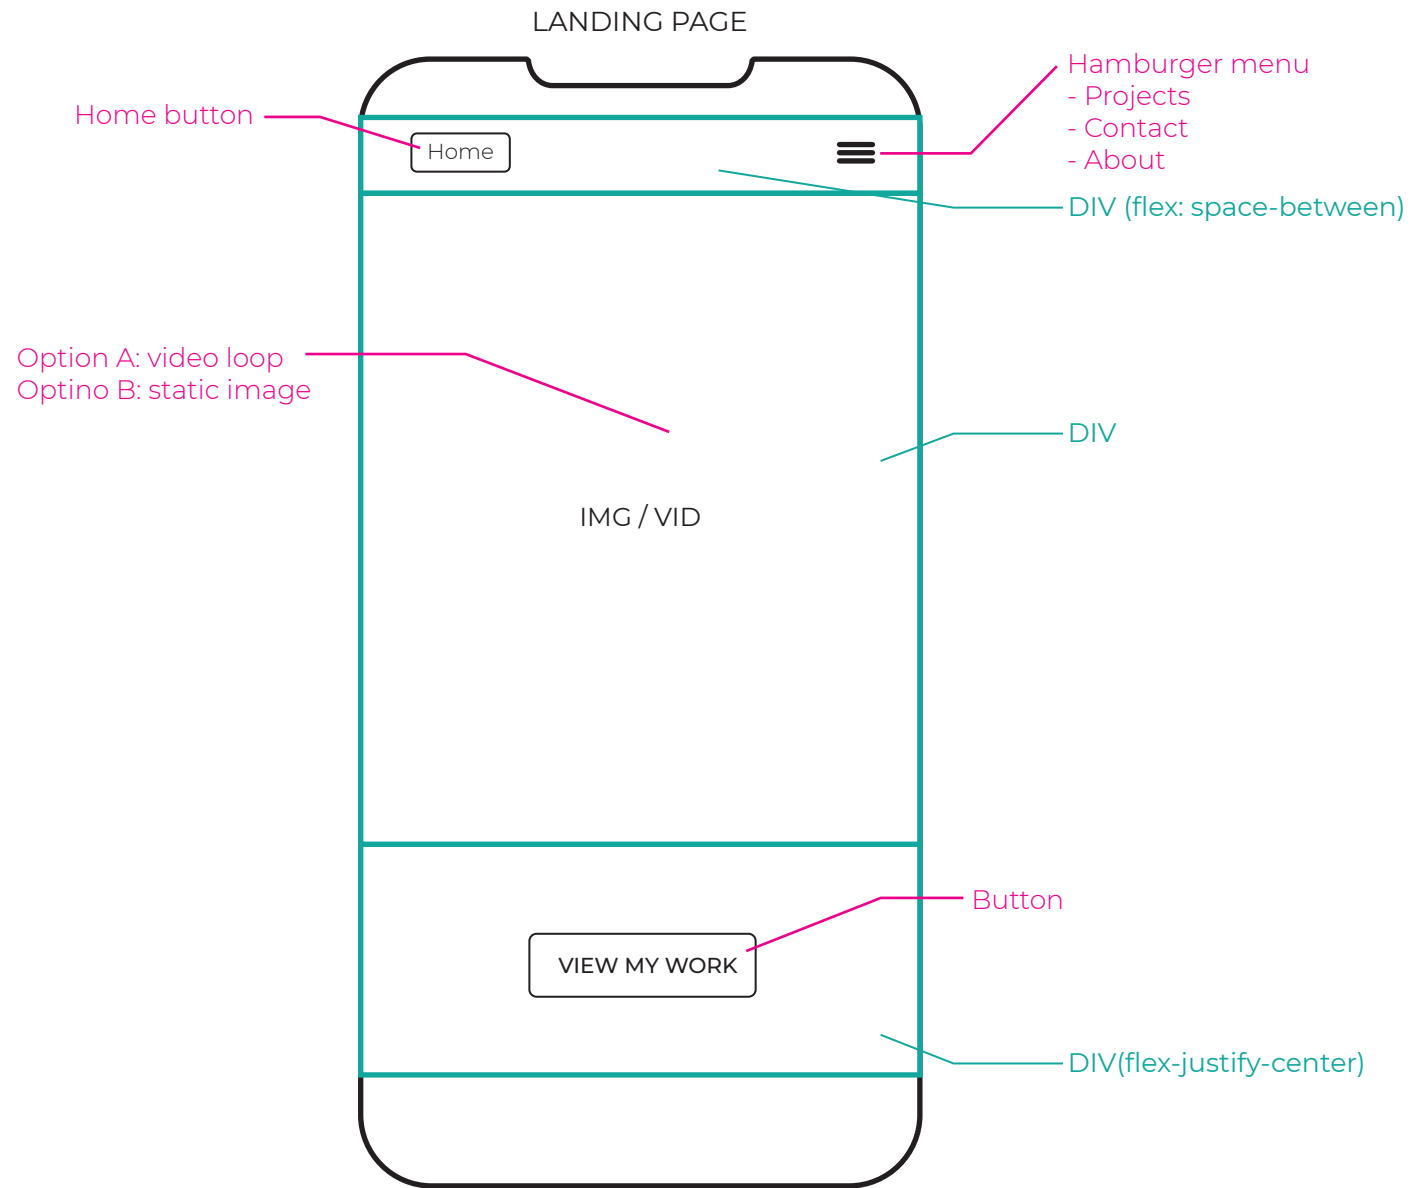 LANDING PAGE
Hamburger menu
- Projects
- Contact
- About
Home button
Home
DIV (flex: space-between)
Option A: video loop
Optino B: static image
DIV
IMG / VID
Button
VIEW MY WORK
DIV(flex-justify-center)